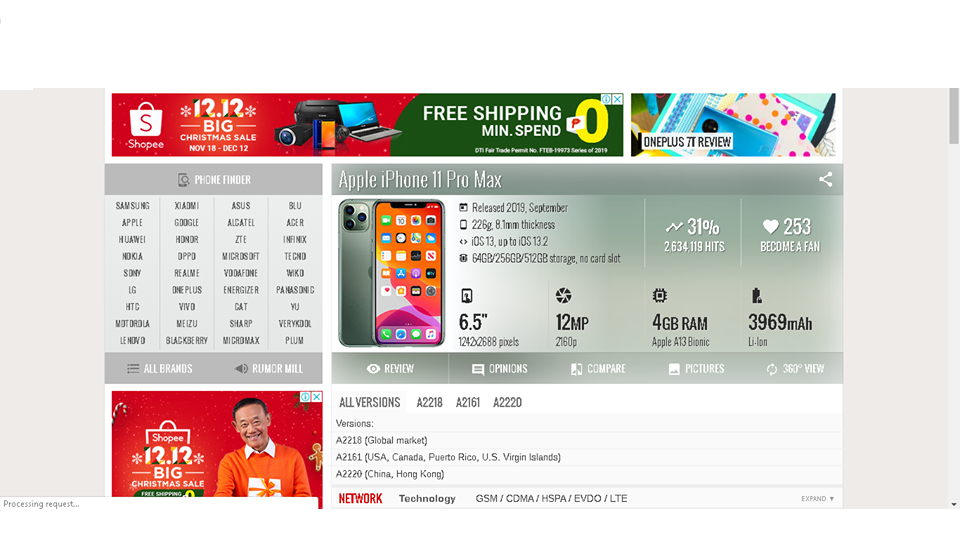 Shopee
12.12
BIG
CHRISTMAS SALE
NOV 18 - DEC 12
FREE SHIPPING
MIN. SPEND
₱0
DTI Fair Trade Permit No. FTEB-19973 Series of 2019
ONEPLUS 7T REVIEW
PHONE FINDER
SAMSUNG XIAOMI ASUS BLU
APPLE GOOGLE ALCATEL ACER
HUAWEI HONOR ZTE INFINIX
NOKIA OPPO MICROSOFT TECNO
SONY REALME VODAFONE WIKO
LG ONEPLUS ENERGIZER PANASONIC
HTC VIVO CAT YU
MOTOROLA MEIZU SHARP VERYKOOL
LENOVO BLACKBERRY MICROMAX PLUM
ALL BRANDS RUMOR MILL
Shopee
12.12
BIG
CHRISTMAS SALE
FREE SHIPPING
Apple iPhone 11 Pro Max
Released 2019, September
226g, 8.1mm thickness
iOS 13, up to iOS 13.2
64GB/256GB/512GB storage, no card slot
31%
2,634,119 HITS
253
BECOME A FAN
6.5"
1242x2688 pixels
12MP
2160p
4GB RAM
Apple A13 Bionic
3969mAh
Li-Ion
REVIEW OPINIONS COMPARE PICTURES 360° VIEW
ALL VERSIONS A2218 A2161 A2220
Versions:
A2218 (Global market)
A2161 (USA, Canada, Puerto Rico, U.S. Virgin Islands)
A2220 (China, Hong Kong)
NETWORK Technology GSM / CDMA / HSPA / EVDO / LTE EXPAND ▼
Processing request...